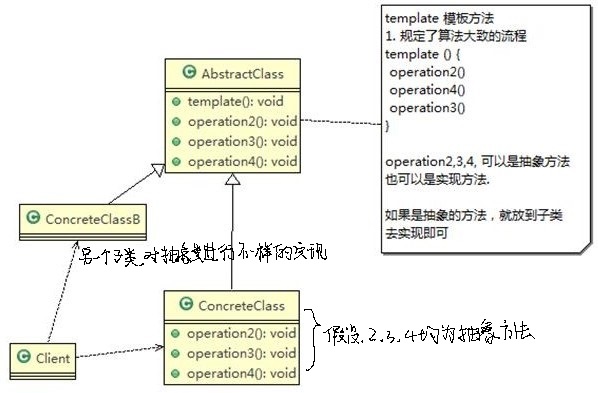 template 模板方法
1. 规定了算法大致的流程
template () {
operation2()
operation4()
operation3()
}
operation2,3,4, 可以是抽象方法
也可以是实现方法.
如果是抽象的方法，就放到子类
去实现即可
C AbstractClass
template(): void
operation2(): void
operation3(): void
operation4(): void
C ConcreteClassB
另一个子类,对抽象类进行不一样的实现
C ConcreteClass
operation2(): void
operation3(): void
operation4(): void
假设.2.3.4均为抽象方法
C Client